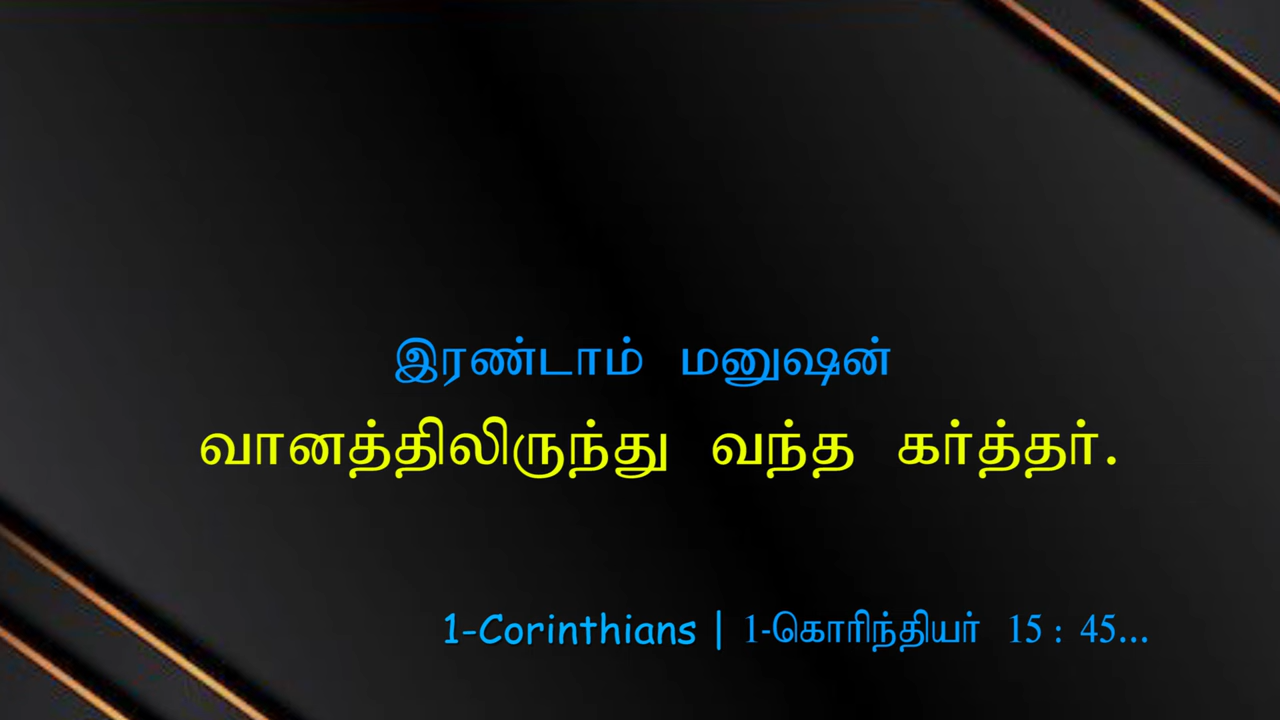 இரண்டாம் மனுஷன்
வானத்திலிருந்து வந்த கர்த்தர்.
1-Corinthians | 1-கொரிந்தியர் 15 : 45...